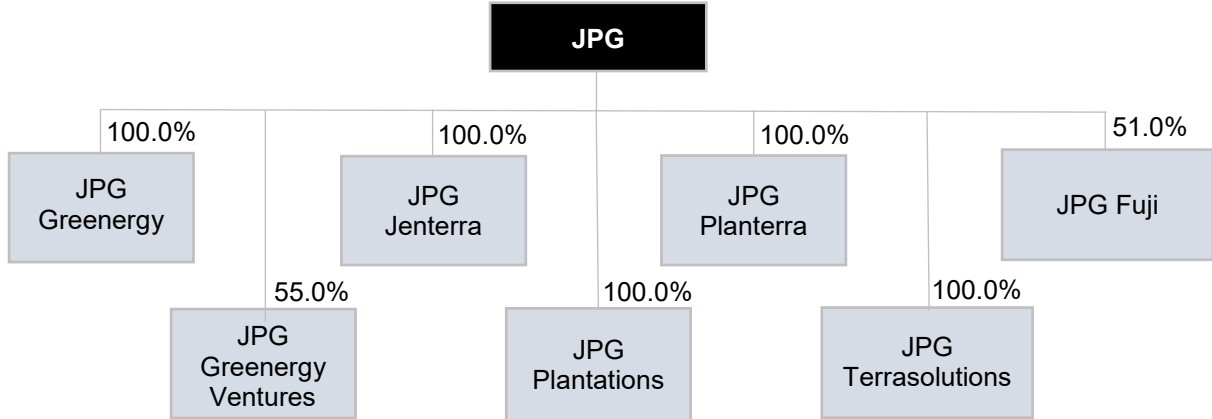 JPG
100.0%
JPG
Greenergy
100.0%
JPG
Jenterra
100.0%
JPG
Planterra
51.0%
JPG Fuji
55.0%
JPG
Greenergy
Ventures
100.0%
JPG
Plantations
100.0%
JPG
Terrasolutions